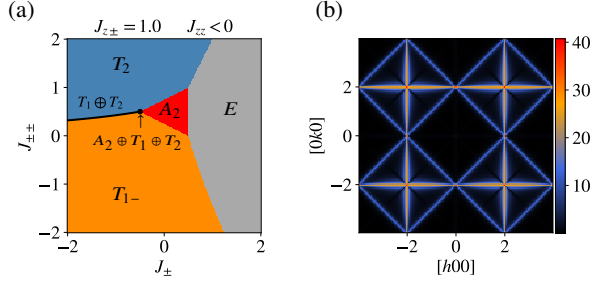 (a)
J_{z±} = 1.0 J_{zz} < 0
2
1
0
−1
−2
J_{±±}
T_2
T_1 ⊕ T_2
A_2
E
A_2 ⊕ T_1 ⊕ T_2
T_{1−}
−2
0
2
J_±
(b)
2
0
−2
[0k0]
−2
0
2
[h00]
40
30
20
10